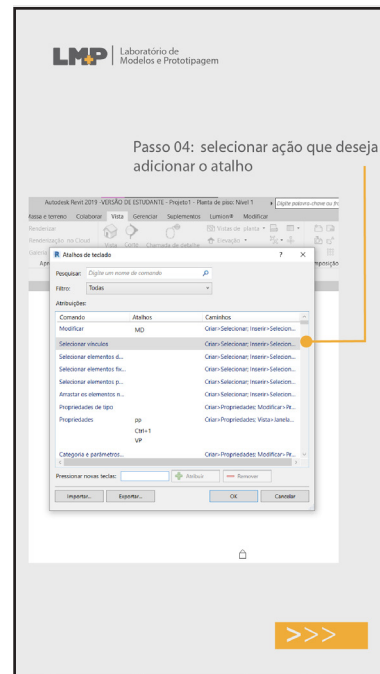 LMP
Laboratório de
Modelos e Prototipagem
Passo 04: selecionar ação que deseja
adicionar o atalho
Autodesk Revit 2019 -VERSÃO DE ESTUDANTE - Projeto1 - Planta de piso: Nível 1
Digite palavra-chave ou
Massa e terreno Colaborar Vista Gerenciar Suplementos Lumion® Modificar
Renderizar
Renderização na Cloud
Vista Corte Chamada de detalhe
Vistas de planta
Elevação
Atalhos de teclado ? ×
Pesquisar: Digite um nome de comando
Filtro: Todas
Atribuições:
Comando Atalhos Caminhos
Modificar MD Criar>Selecionar; Inserir>Selecion...
Selecionar vínculos Criar>Selecionar; Inserir>Selecion...
Selecionar elementos d... Criar>Selecionar; Inserir>Selecion...
Selecionar elementos fix... Criar>Selecionar; Inserir>Selecion...
Selecionar elementos p... Criar>Selecionar; Inserir>Selecion...
Arrastar os elementos n... Criar>Selecionar; Inserir>Selecion...
Propriedades de tipo Criar>Propriedades; Modificar>Pr...
Propriedades pp Criar>Propriedades; Vista>Janela...
Ctrl+1
VP
Categoria e parâmetros... Criar>Propriedades; Modificar>Pr...
Pressionar novas teclas: Atribuir Remover
Importar... Exportar... OK Cancelar
>>>